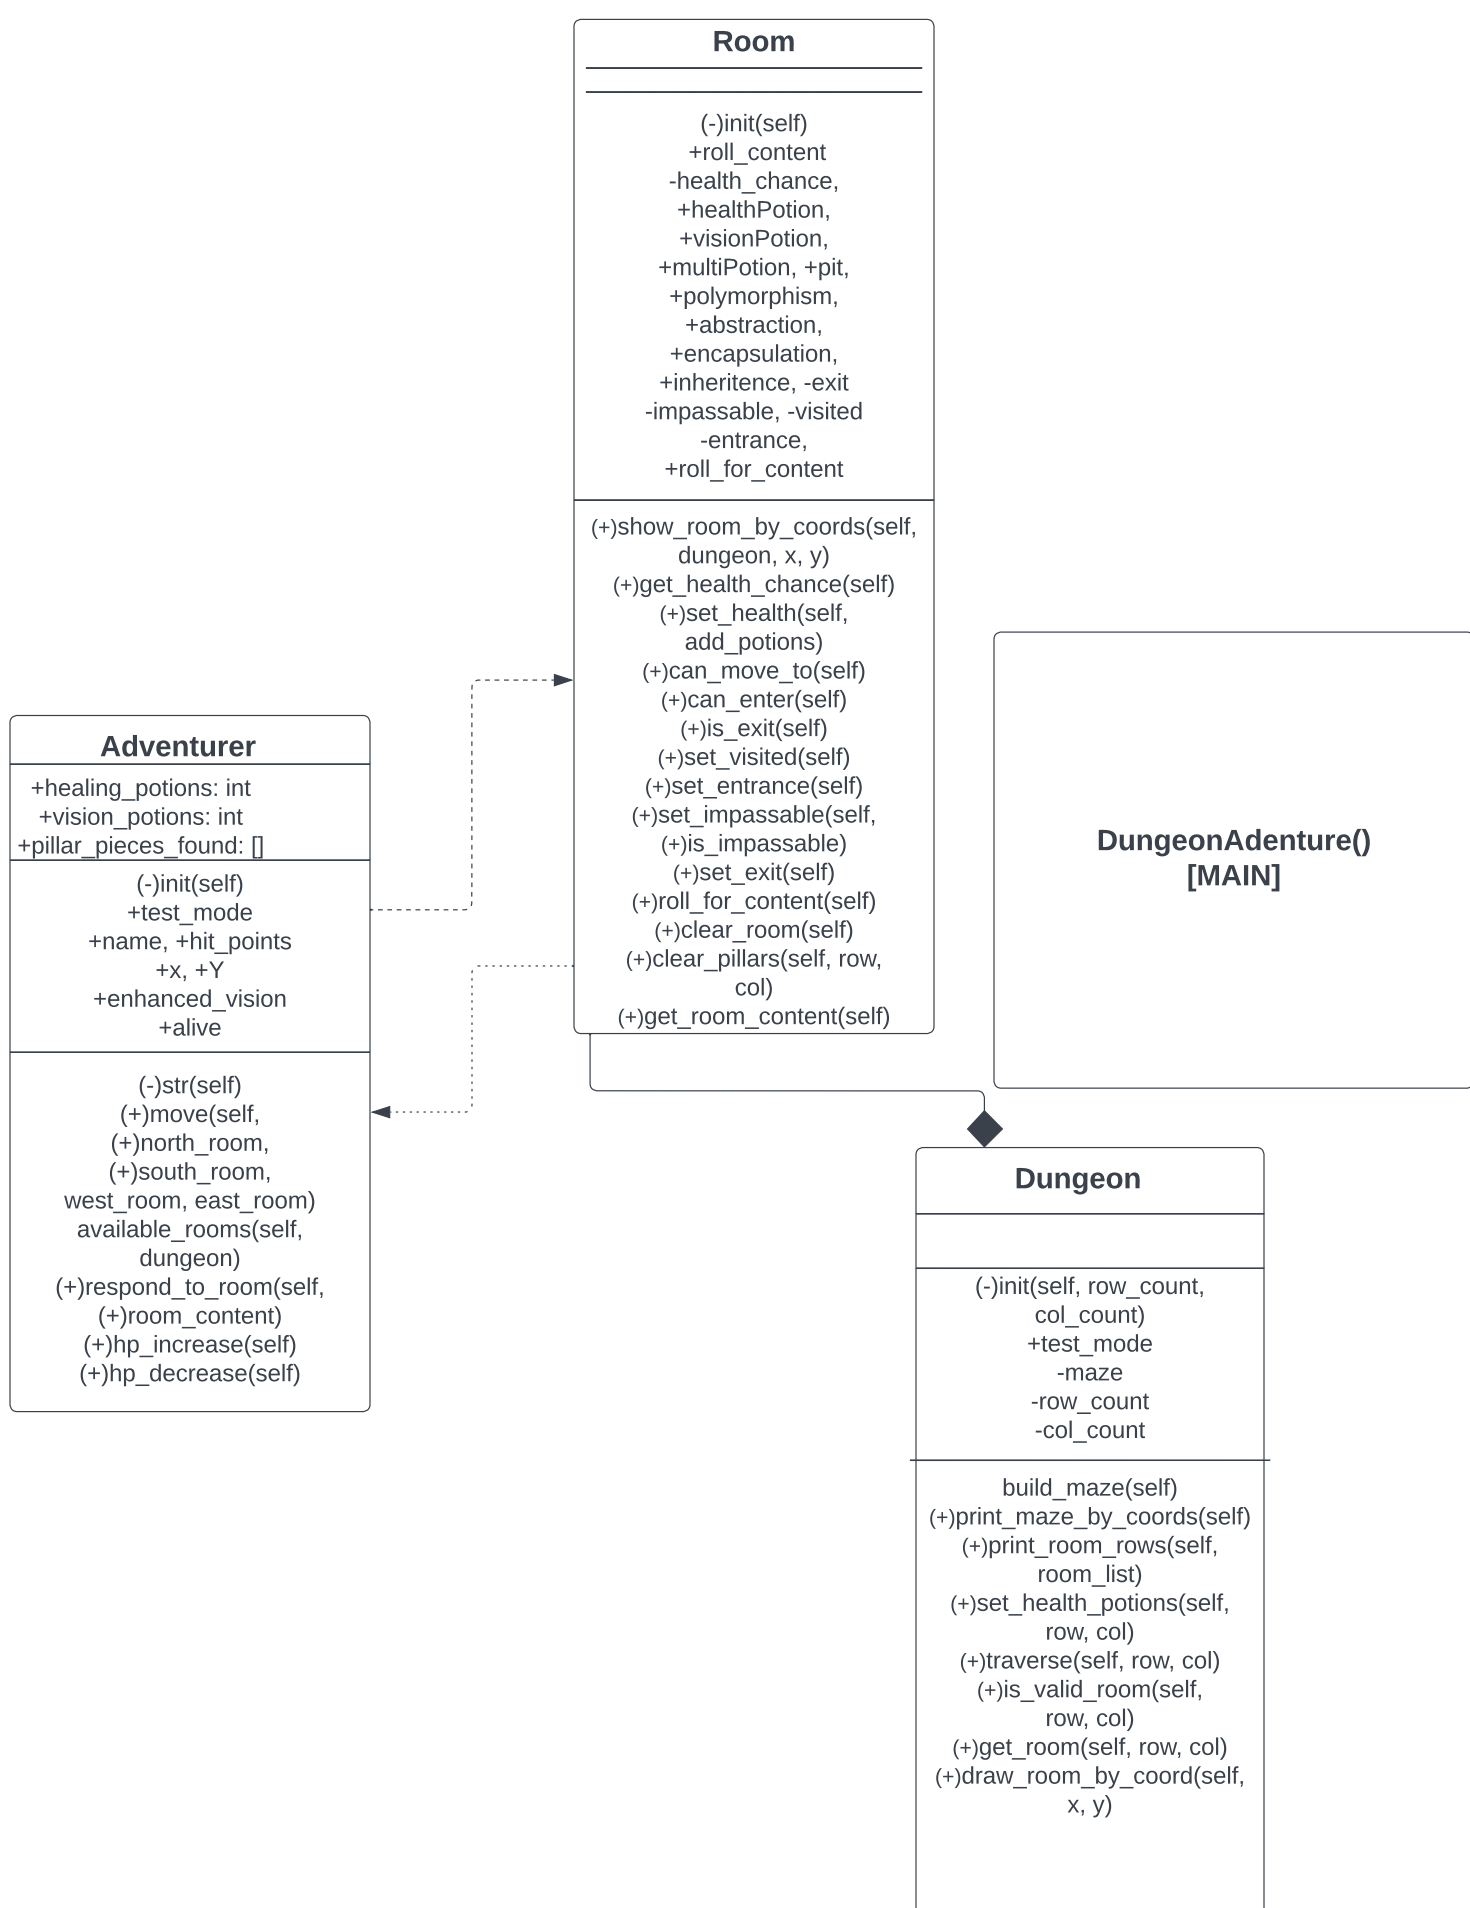 Room
(-)init(self)
+roll_content
-health_chance,
+healthPotion,
+visionPotion,
+multiPotion, +pit,
+polymorphism,
+abstraction,
+encapsulation,
+inheritence, -exit
-impassable, -visited
-entrance,
+roll_for_content
(+)show_room_by_coords(self,
dungeon, x, y)
(+)get_health_chance(self)
(+)set_health(self,
add_potions)
(+)can_move_to(self)
(+)can_enter(self)
(+)is_exit(self)
(+)set_visited(self)
(+)set_entrance(self)
(+)set_impassable(self,
(+)is_impassable)
(+)set_exit(self)
(+)roll_for_content(self)
(+)clear_room(self)
(+)clear_pillars(self, row,
col)
(+)get_room_content(self)
Adventurer
+healing_potions: int
+vision_potions: int
+pillar_pieces_found: []
(-)init(self)
+test_mode
+name, +hit_points
+x, +Y
+enhanced_vision
+alive
(-)str(self)
(+)move(self,
(+)north_room,
(+)south_room,
west_room, east_room)
available_rooms(self,
dungeon)
(+)respond_to_room(self,
(+)room_content)
(+)hp_increase(self)
(+)hp_decrease(self)
DungeonAdenture()
[MAIN]
Dungeon
(-)init(self, row_count,
col_count)
+test_mode
-maze
-row_count
-col_count
build_maze(self)
(+)print_maze_by_coords(self)
(+)print_room_rows(self,
room_list)
(+)set_health_potions(self,
row, col)
(+)traverse(self, row, col)
(+)is_valid_room(self,
row, col)
(+)get_room(self, row, col)
(+)draw_room_by_coord(self,
x, y)